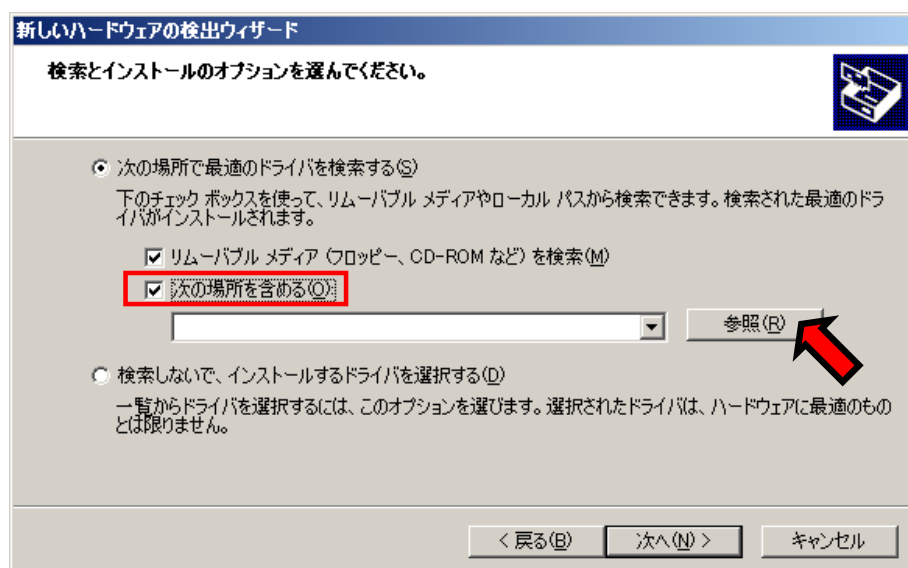 新しいハードウェアの検出ウィザード
検索とインストールのオプションを選んでください。
次の場所で最適のドライバを検索する(S)
下のチェック ボックスを使って、リムーバブル メディアやローカル パスから検索できます。検索された最適のドラ
イバがインストールされます。
リムーバブル メディア (フロッピー、CD-ROM など) を検索(M)
次の場所を含める(O):
参照(R)
検索しないで、インストールするドライバを選択する(D)
一覧からドライバを選択するには、このオプションを選びます。選択されたドライバは、ハードウェアに最適のもの
とは限りません。
< 戻る(B)
次へ(N) >
キャンセル